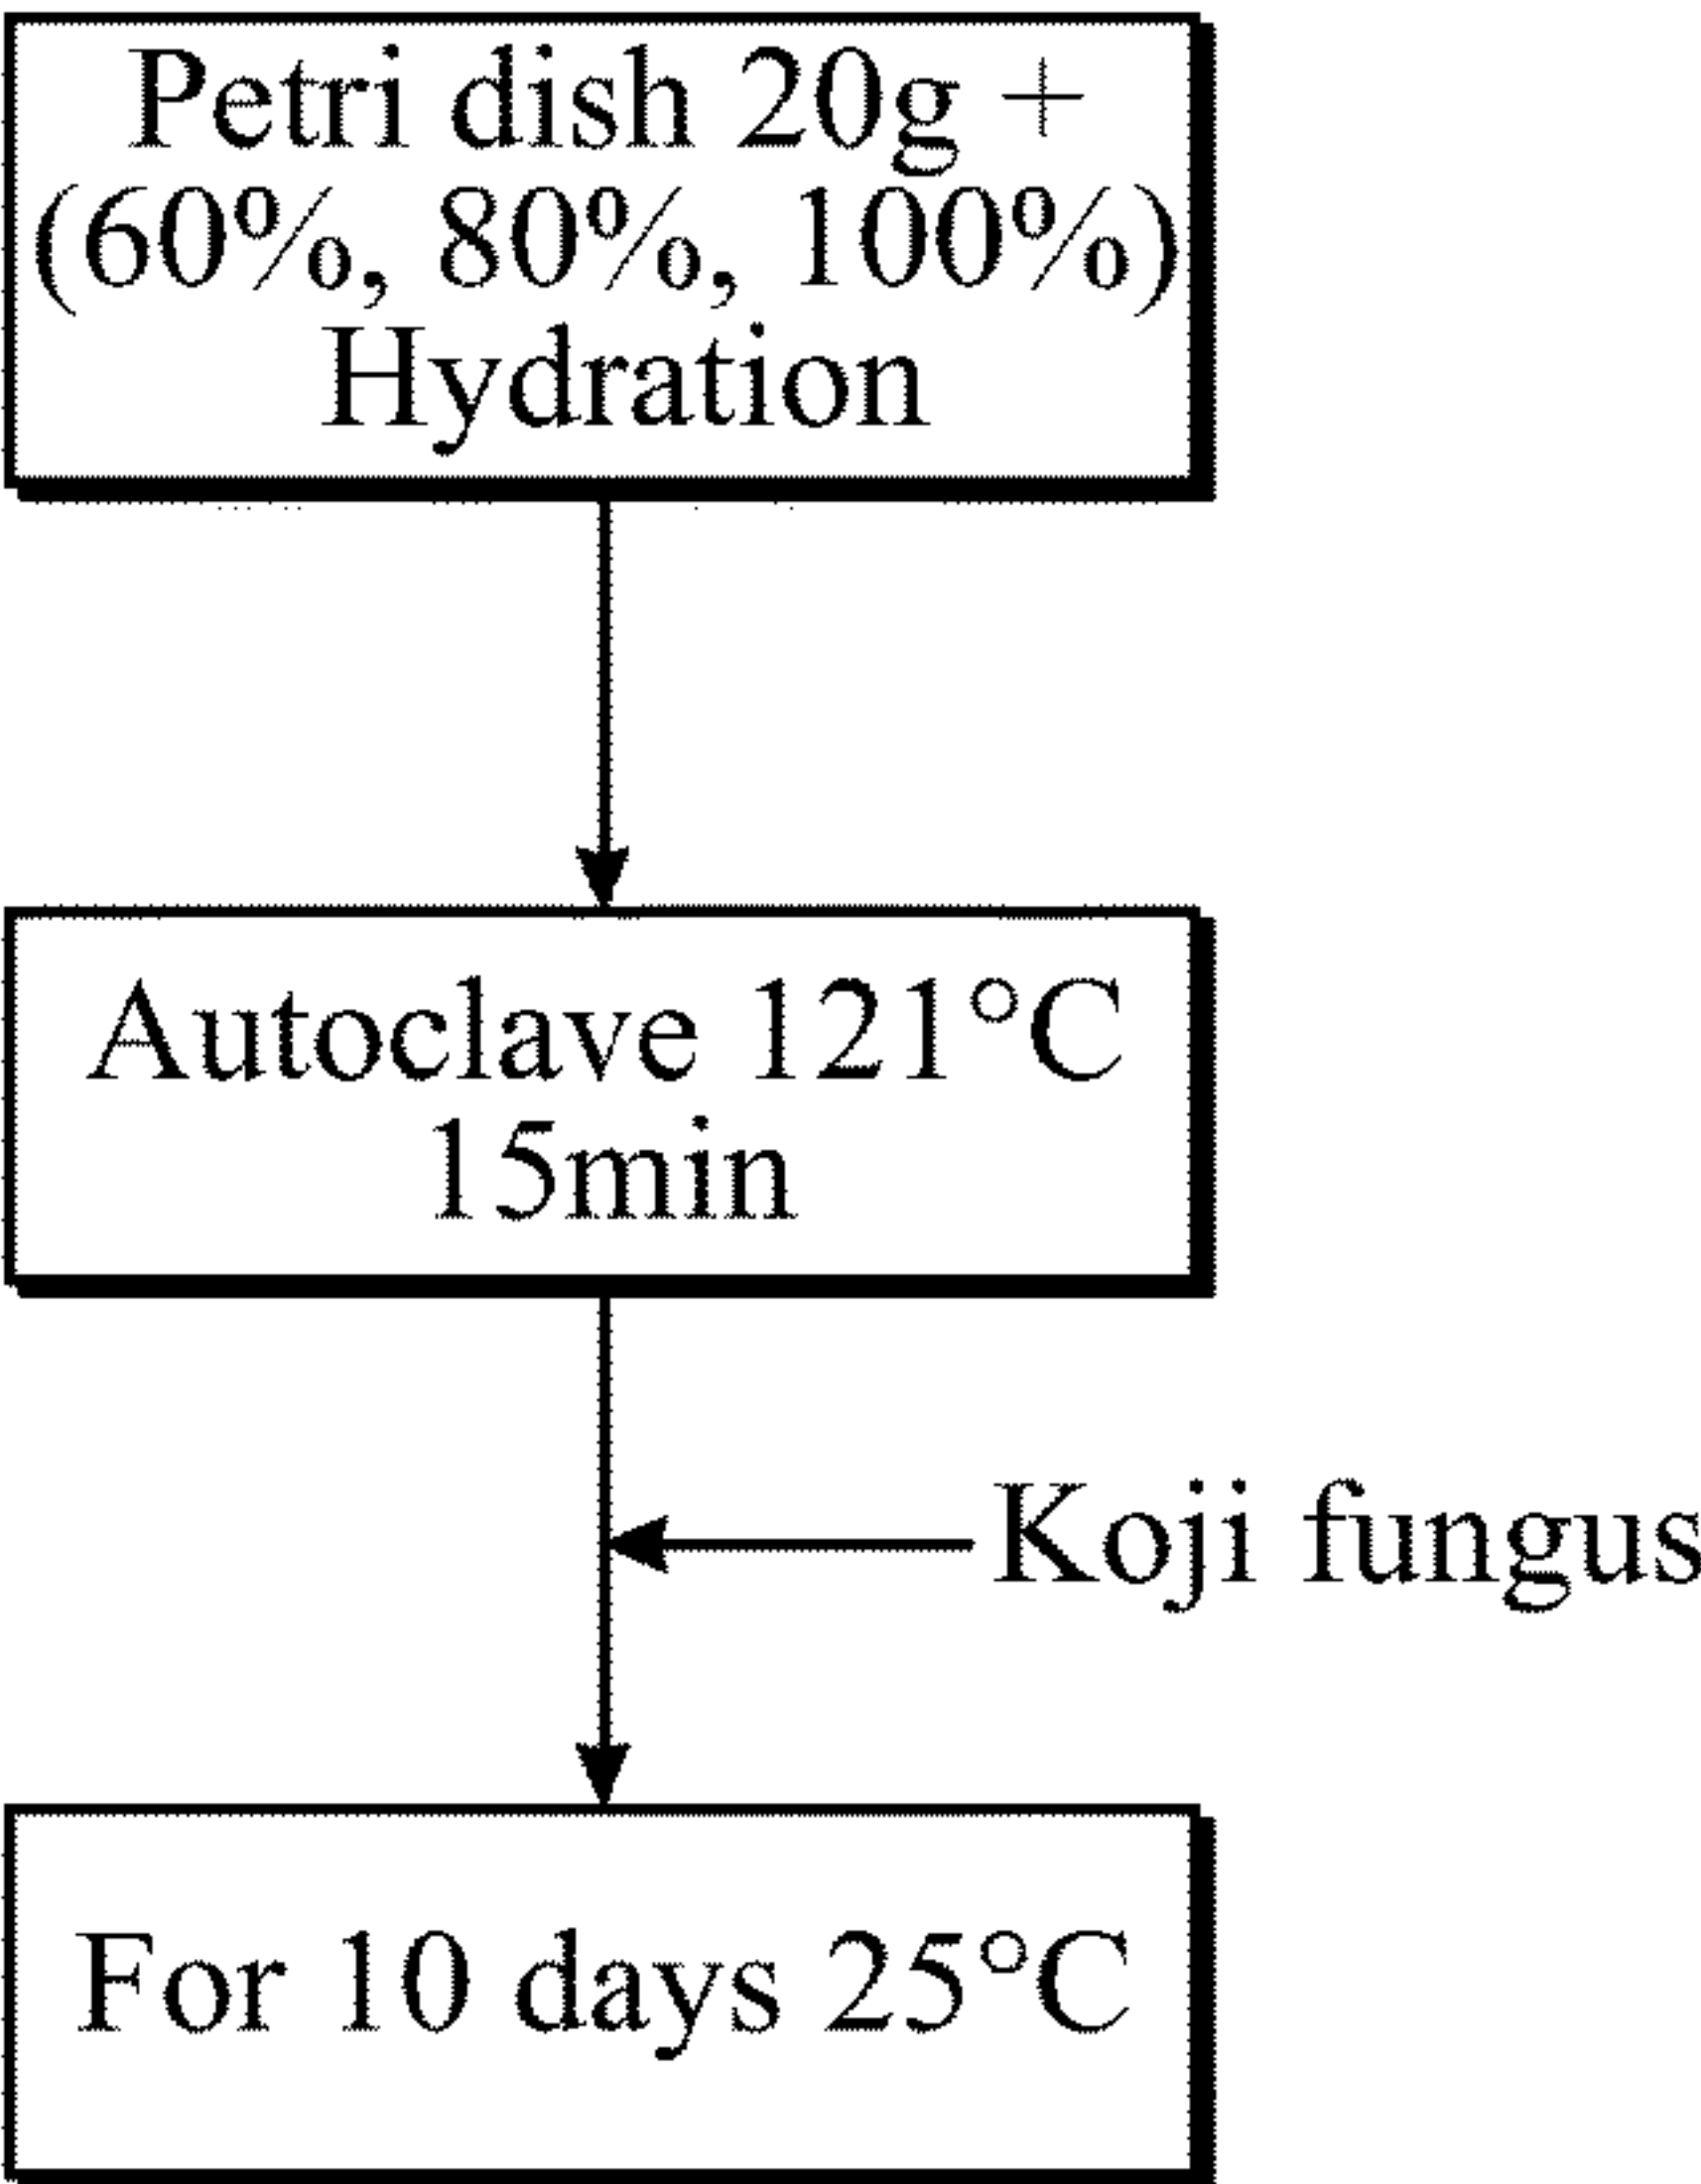 Petri dish 20g +
(60%, 80%, 100%)
Hydration
Autoclave 121°C
15min
Koji fungus
For 10 days 25°C